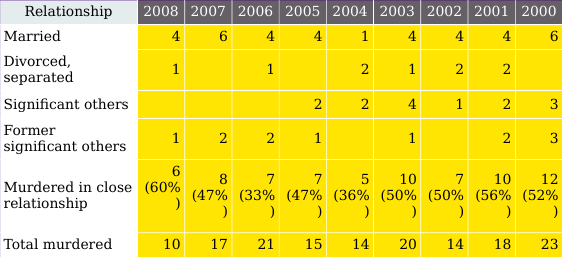 Relationship 2008 2007 2006 2005 2004 2003 2002 2001 2000
Married 4 6 4 4 1 4 4 4 6
Divorced,
separated 1 1 2 1 2 2
Significant others 2 2 4 1 2 3
Former
significant others 1 2 2 1 1 2 3
Murdered in close
relationship 6 (60%) 8 (47%) 7 (33%) 7 (47%) 5 (36%) 10 (50%) 7 (50%) 10 (56%) 12 (52%)
Total murdered 10 17 21 15 14 20 14 18 23